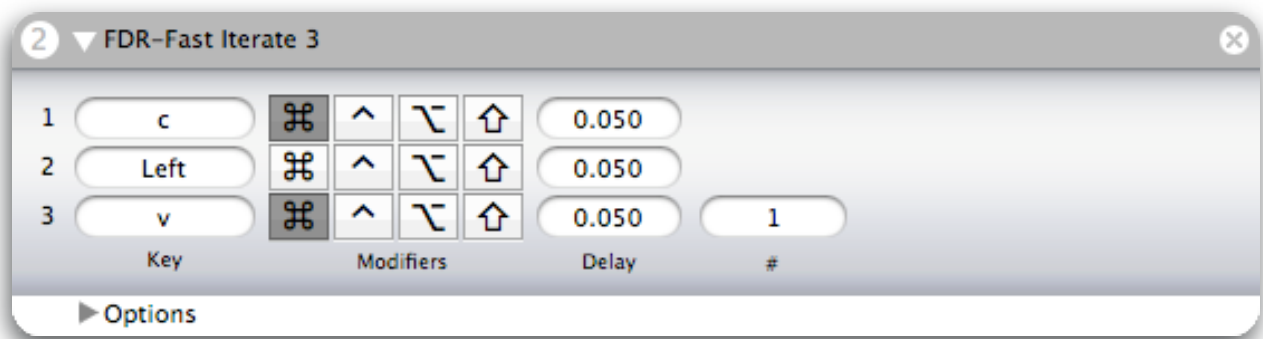 2 FDR-Fast Iterate 3
1 c ⌘ ^ ⌥ ⇧ 0.050
2 Left ⌘ ^ ⌥ ⇧ 0.050
3 v ⌘ ^ ⌥ ⇧ 0.050 1
Key Modifiers Delay #
Options